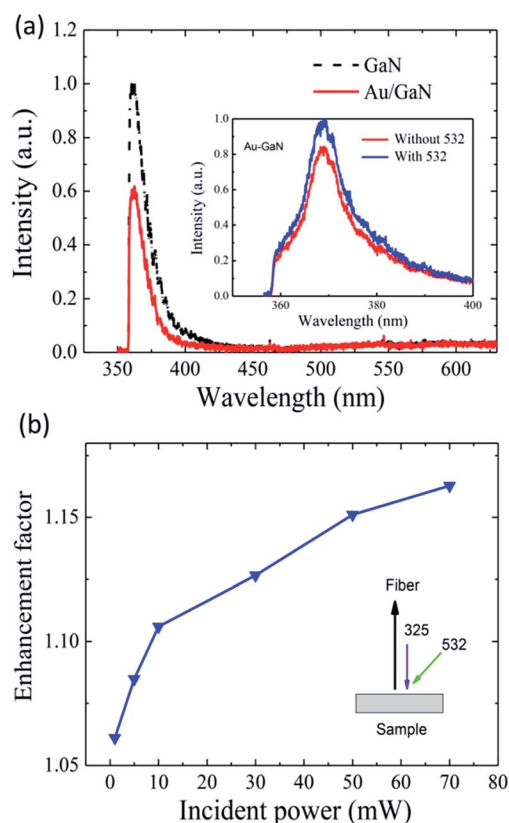 (a)
1.2
1.0
0.8
0.6
0.4
0.2
0.0
Intensity (a.u.)
GaN
Au/GaN
1.0
0.8
0.6
0.4
0.2
0.0
Intensity (a.u.)
Au-GaN
Without 532
With 532
360 380 400
Wavelength (nm)
350 400 450 500 550 600
Wavelength (nm)
(b)
1.15
1.10
1.05
Enhancement factor
Fiber
325
532
Sample
0 10 20 30 40 50 60 70 80
Incident power (mW)